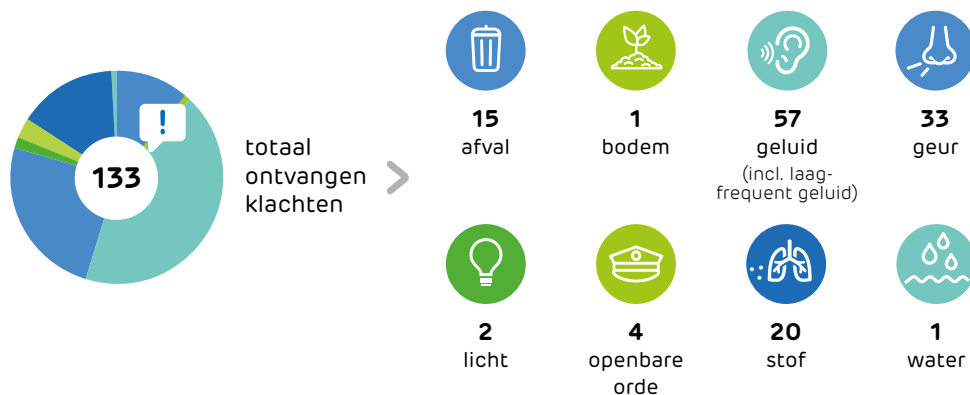 133
totaal
ontvangen
klachten
!
15
afval
1
bodem
57
geluid
(incl. laag-
frequent geluid)
33
geur
2
licht
4
openbare
orde
20
stof
1
water